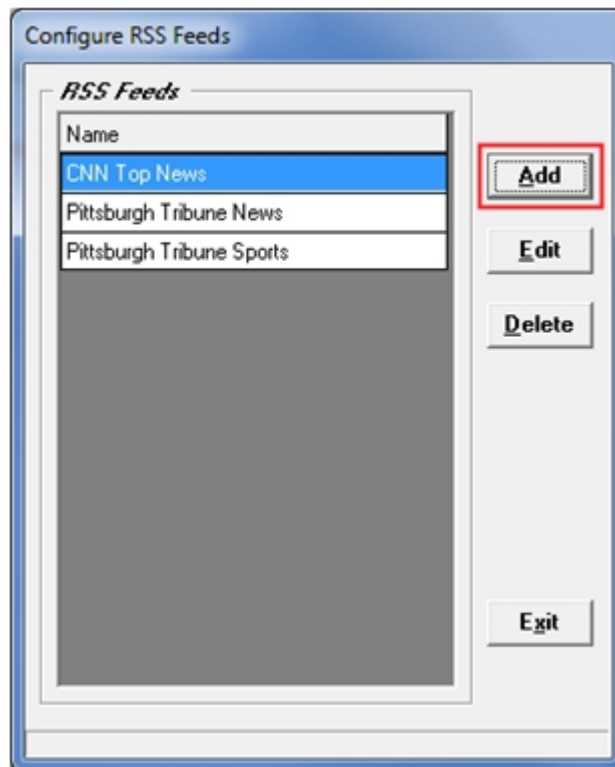 Configure RSS Feeds
RSS Feeds
Name
CNN Top News
Pittsburgh Tribune News
Pittsburgh Tribune Sports
Add
Edit
Delete
Exit